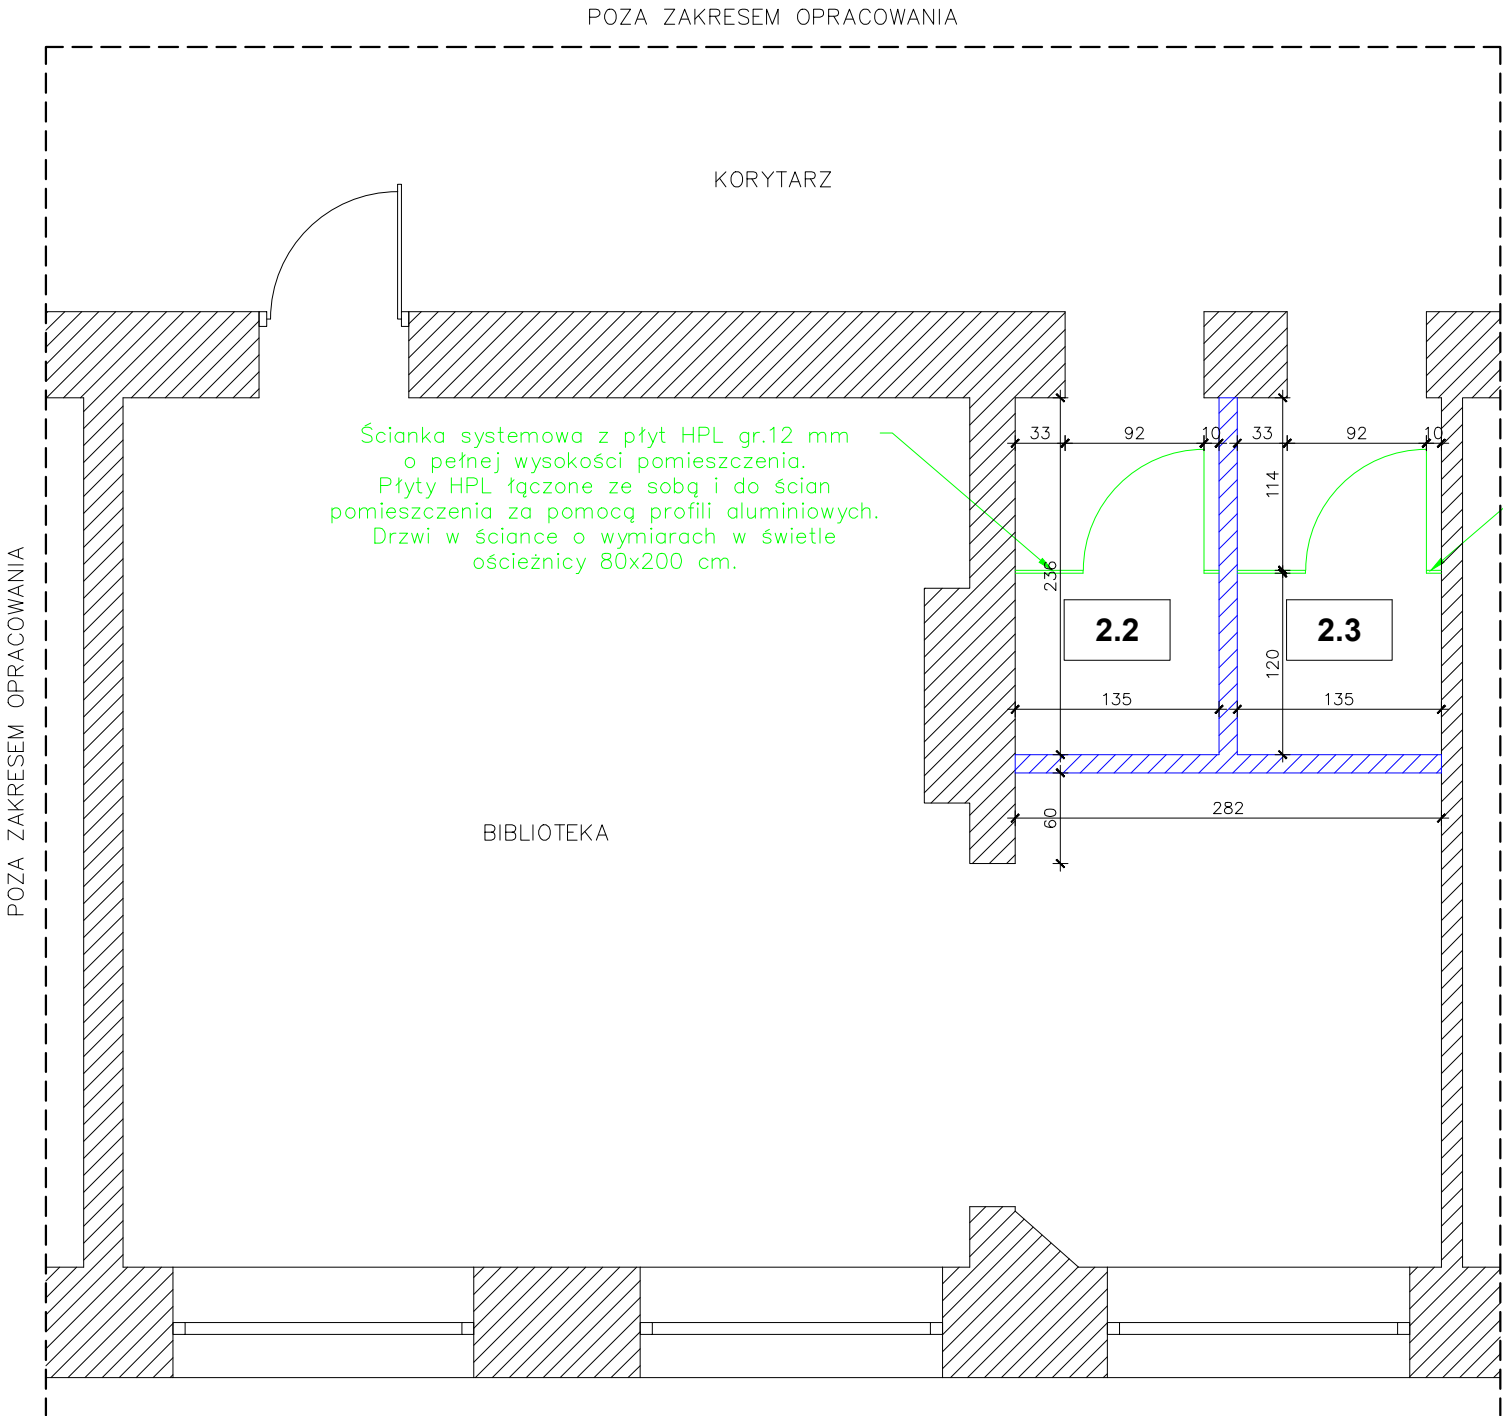 POZA ZAKRESEM OPRACOWANIA
KORYTARZ
Ścianka systemowa z płyt HPL gr.12 mm
o pełnej wysokości pomieszczenia.
Płyty HPL łączone ze sobą i do ścian
pomieszczenia za pomocą profili aluminiowych.
Drzwi w ściance o wymiarach w świetle
ościeżnicy 80x200 cm.
33
92
10
33
92
10
114
236
2.2
2.3
120
135
135
282
60
BIBLIOTEKA
POZA ZAKRESEM OPRACOWANIA